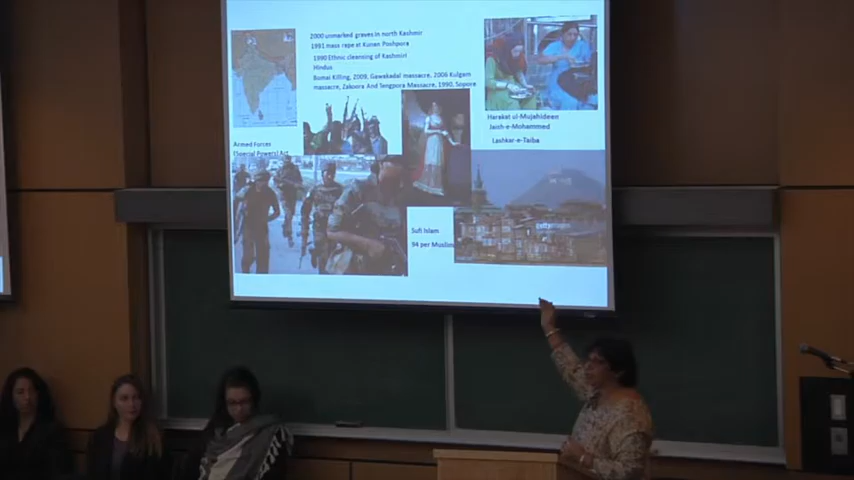 2000 unmarked graves in north Kashmir
1991 mass rape at Kunan Poshpora
1990 Ethnic cleansing of Kashmiri
Hindus
Bomai Killing, 2009, Gawakadal massacre, 2006 Kulgam
massacre, Zakoora And Tengpora Massacre, 1990, Sopore
Harakat ul-Mujahideen
Jaish-e-Mohammed
Lashkar-e-Taiba
Armed Forces
(Special Powers) Act
Sufi Islam
94 per Muslim